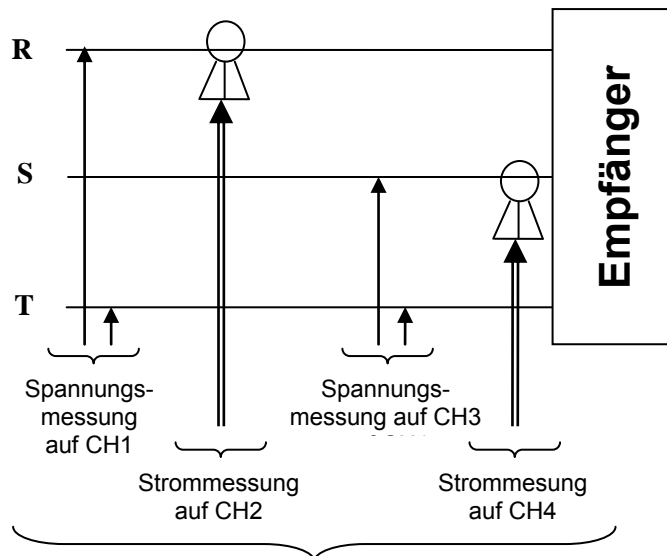 R
S
T
Empfänger
Spannungs-
messung
auf CH1
Spannungs-
messung auf CH3
Strommessung
auf CH2
Strommesung
auf CH4